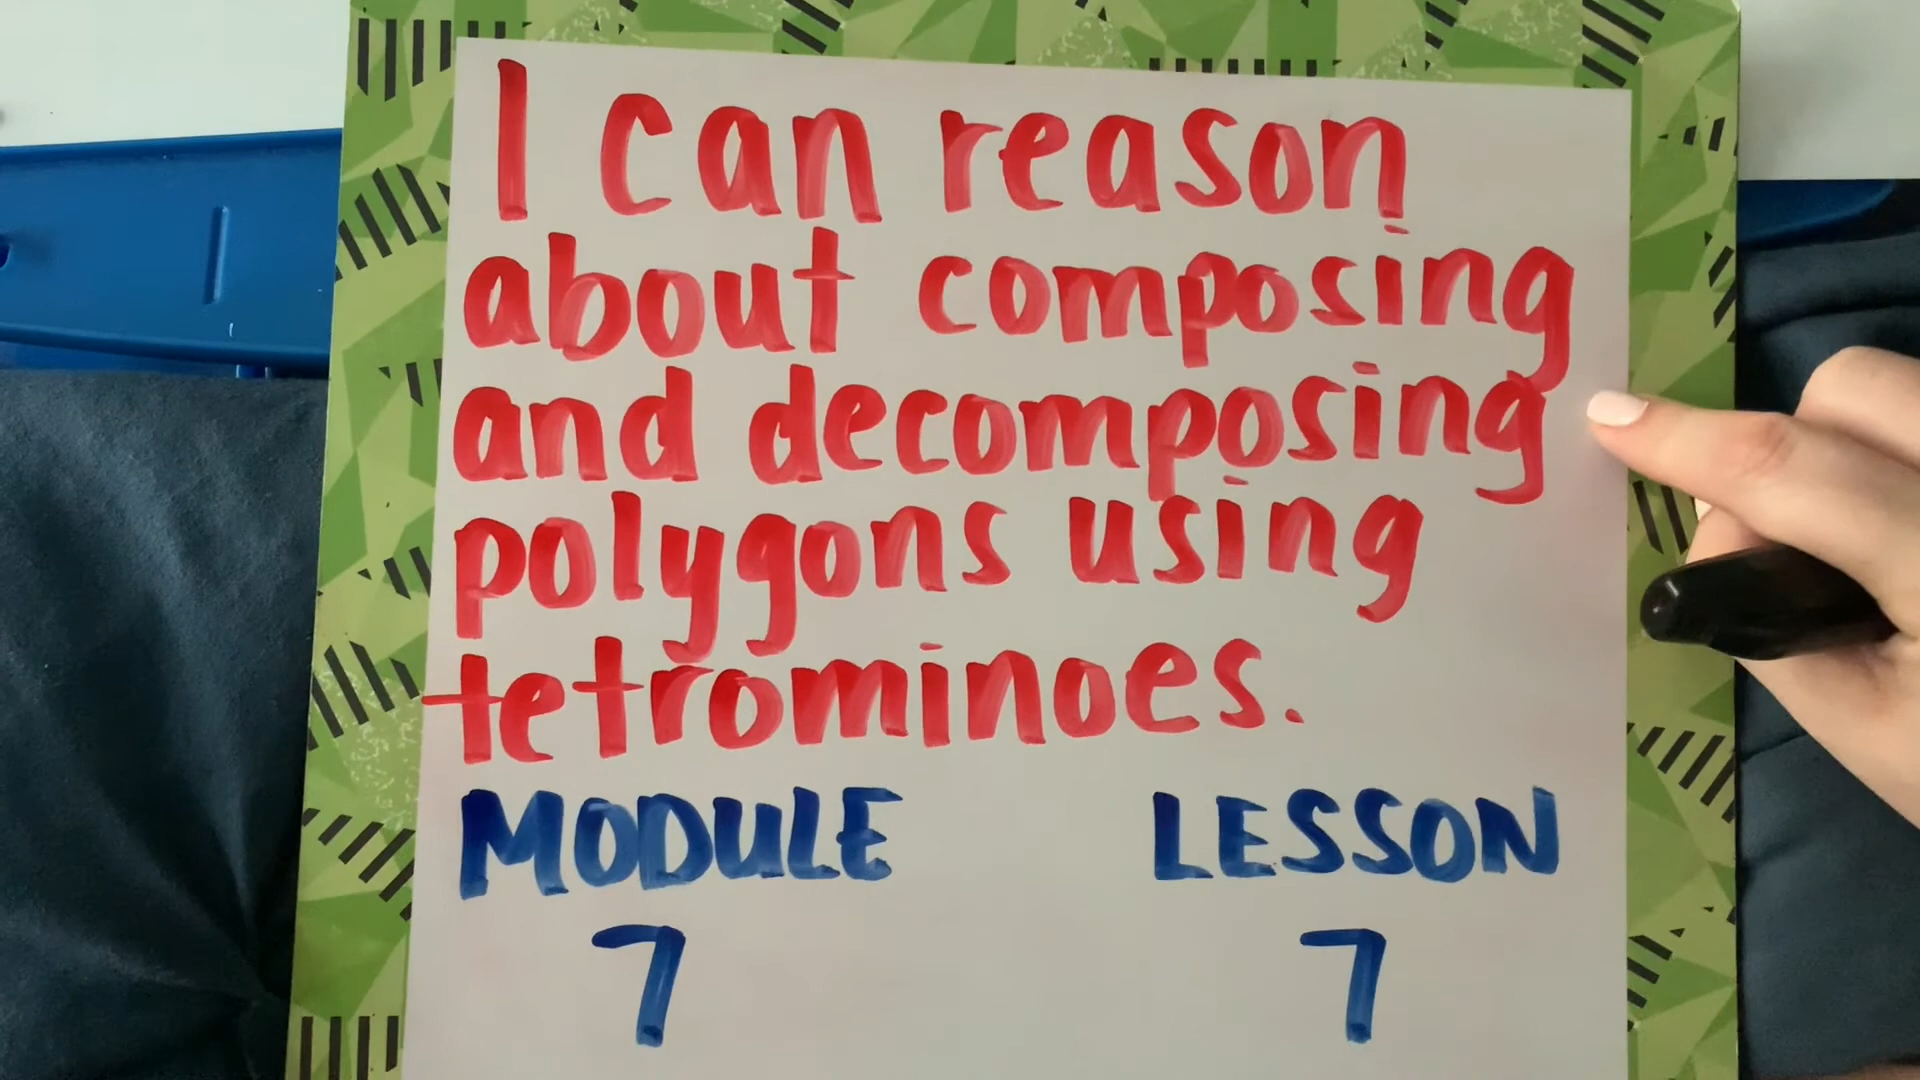 I can reason
about composing
and decomposing
polygons using
tetrominoes.
MODULE LESSON
7 7